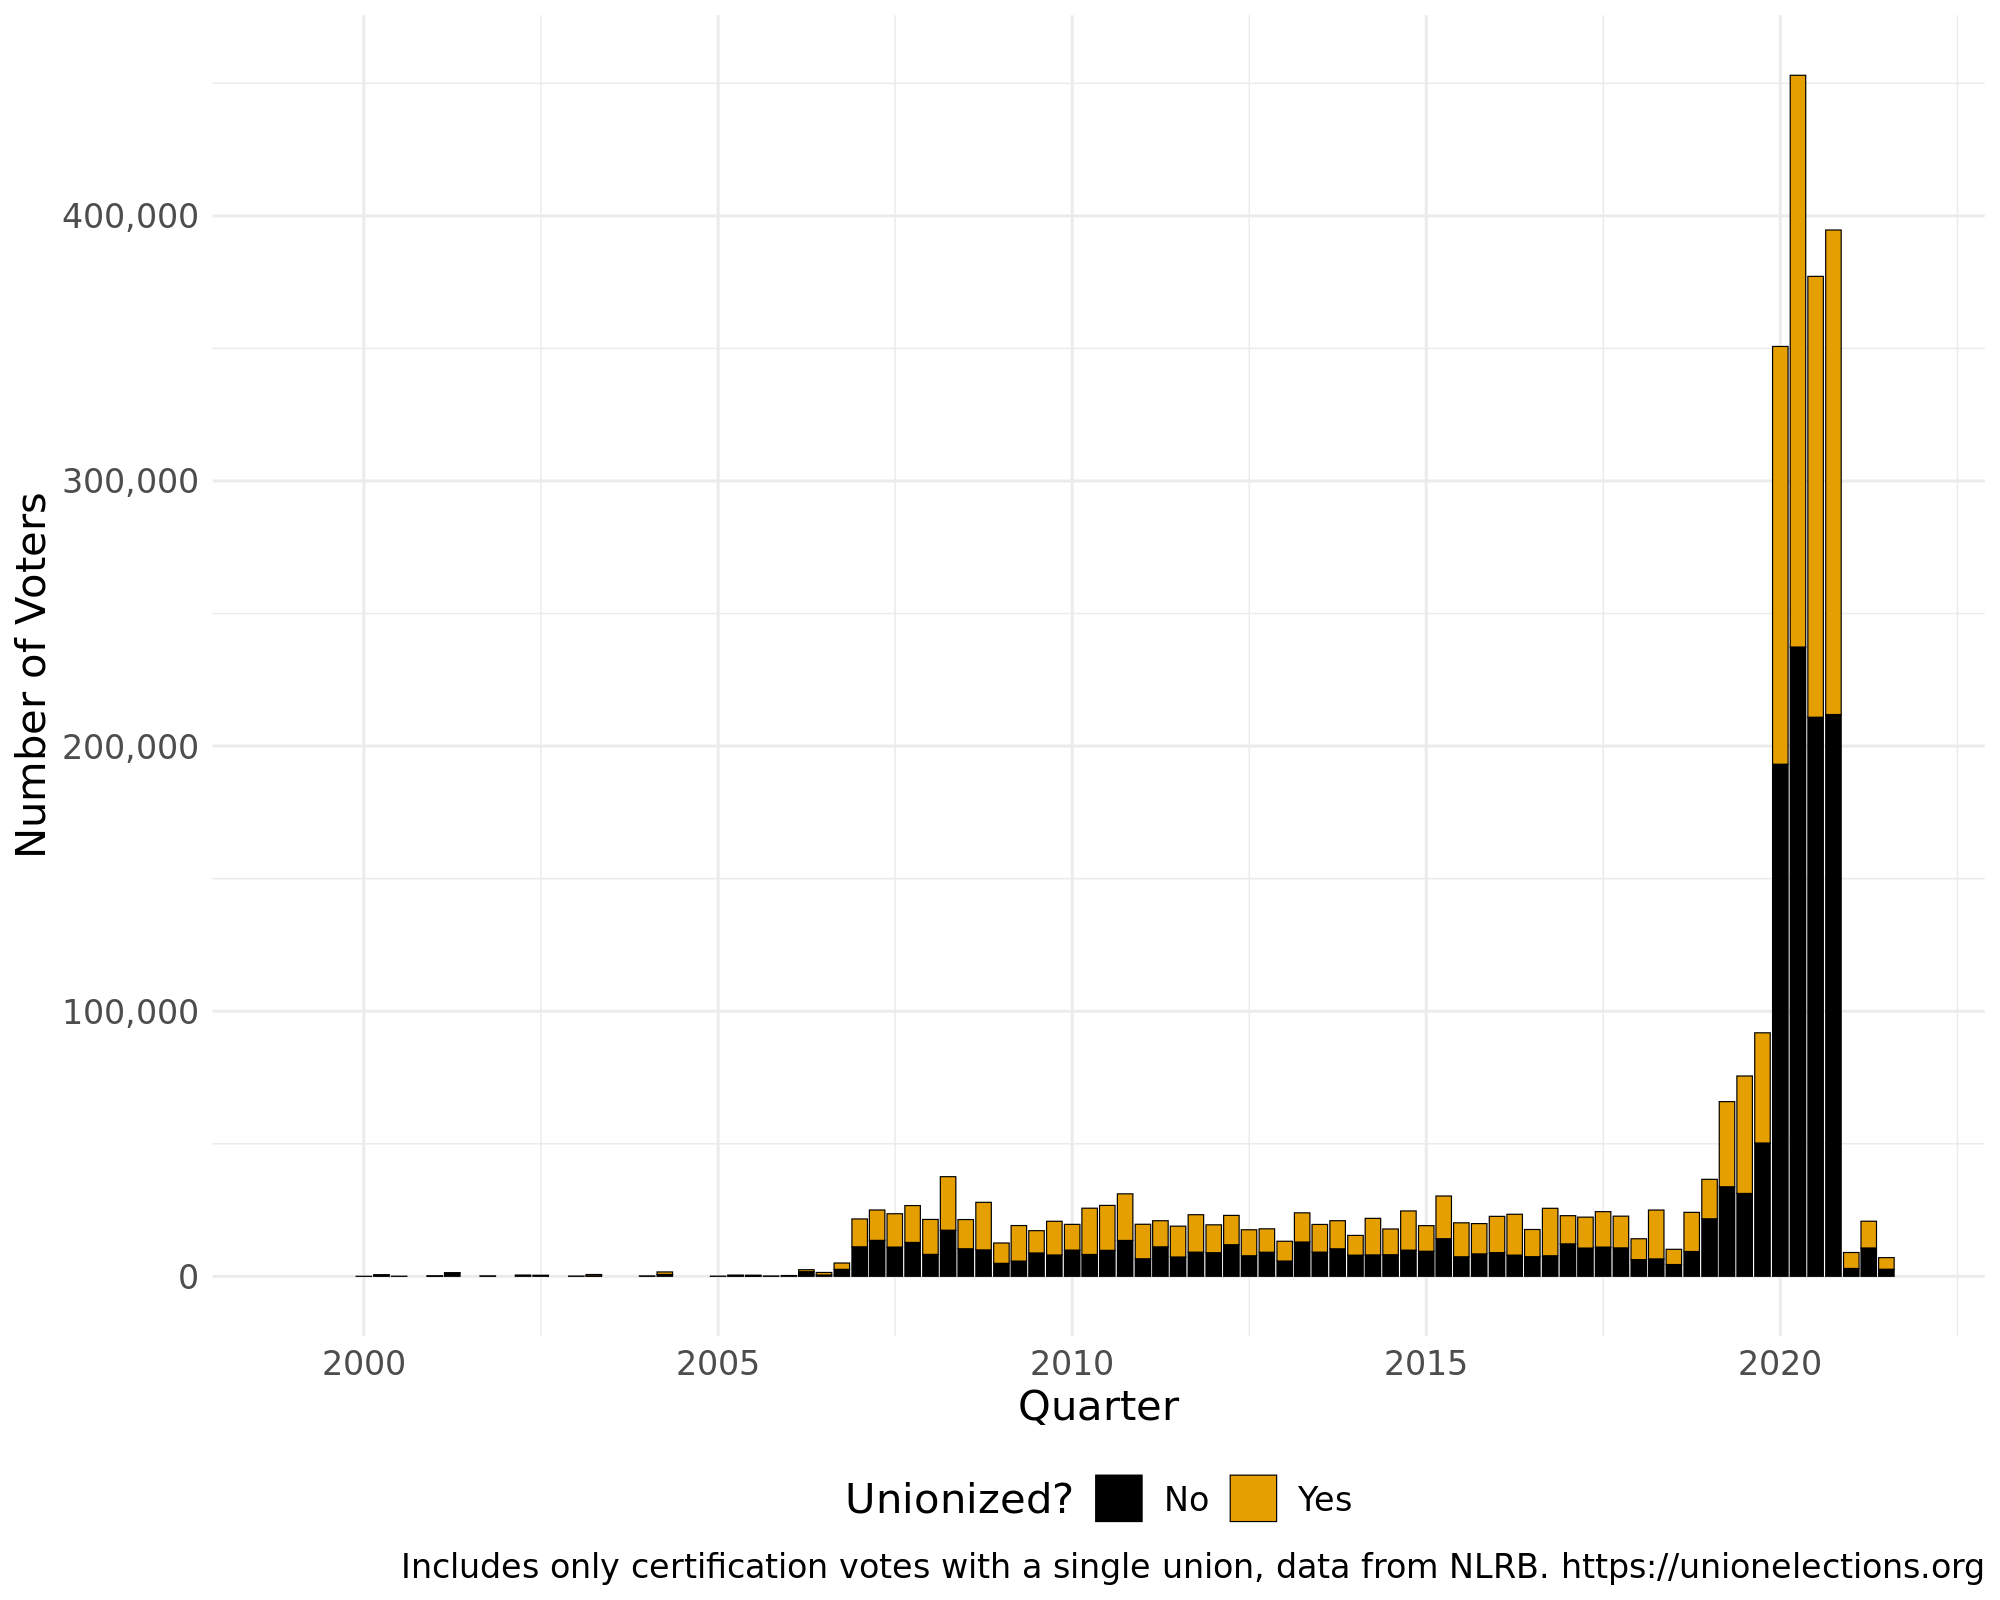 400,000
300,000
200,000
100,000
0
Number of Voters
2000 2005 2010 2015 2020
Quarter
Unionized? No Yes
Includes only certification votes with a single union, data from NLRB. https://unionelections.org